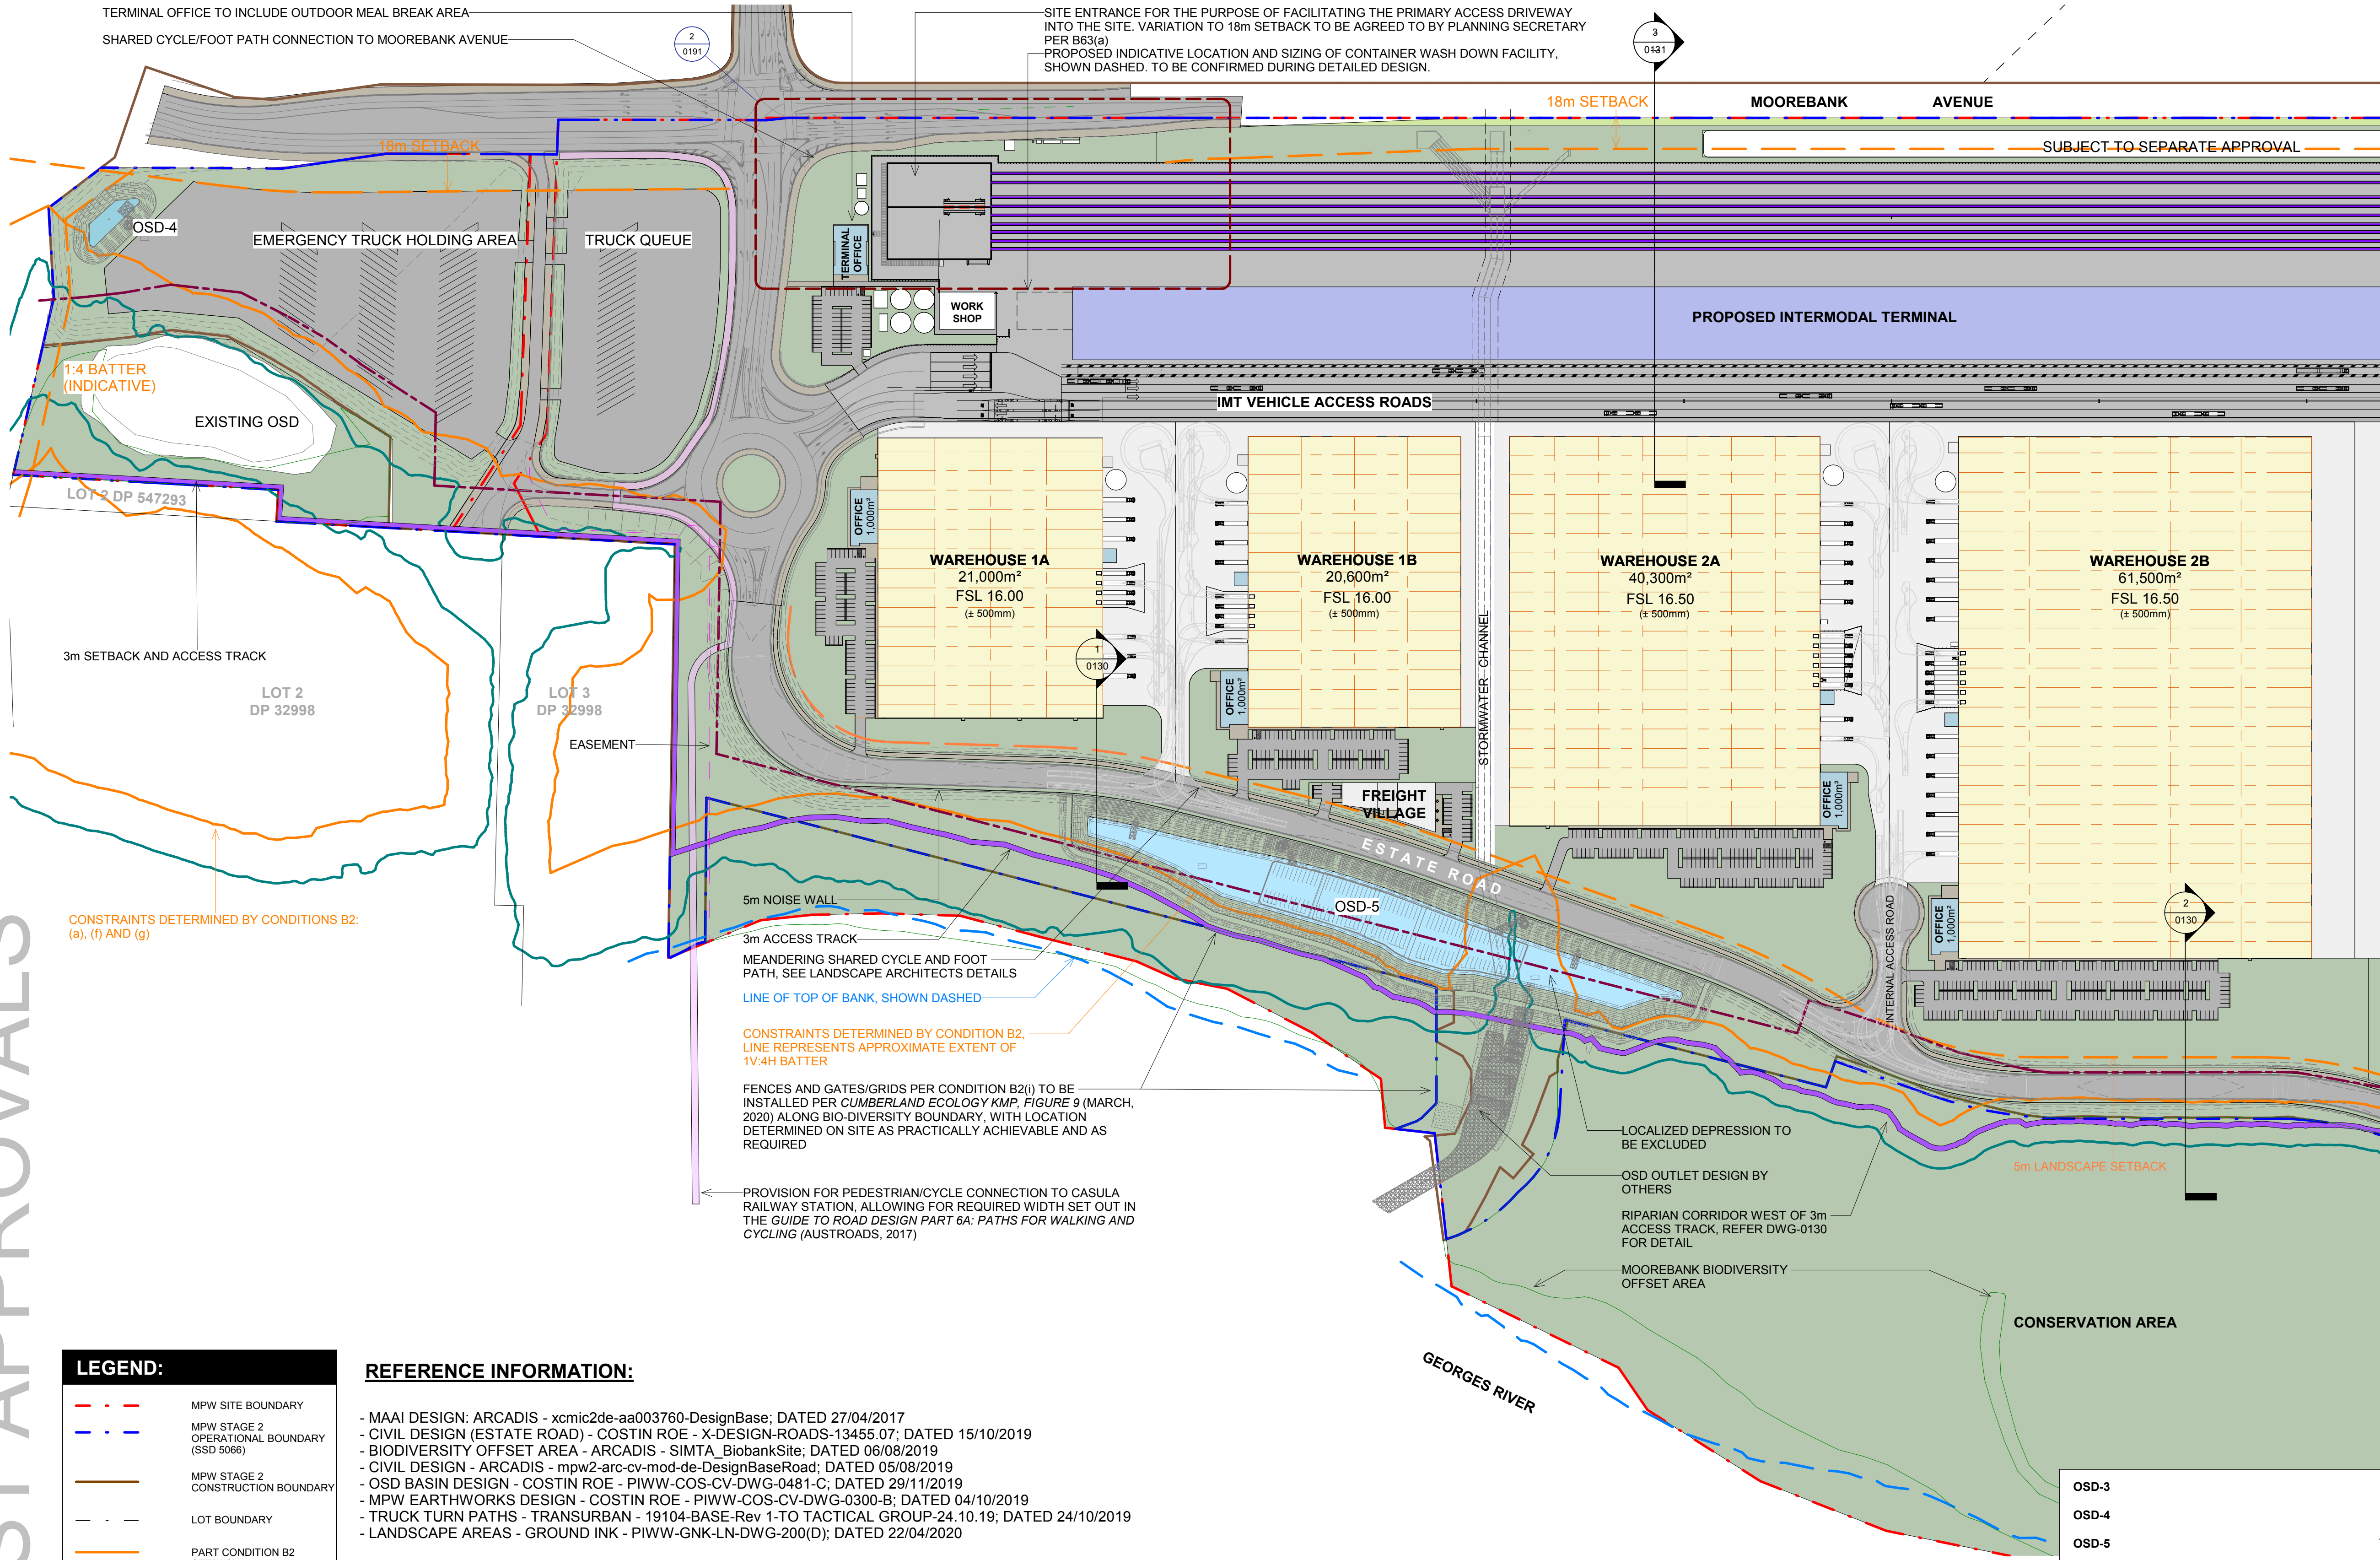 TERMINAL OFFICE TO INCLUDE OUTDOOR MEAL BREAK AREA
SHARED CYCLE/FOOT PATH CONNECTION TO MOOREBANK AVENUE
2
0191
SITE ENTRANCE FOR THE PURPOSE OF FACILITATING THE PRIMARY ACCESS DRIVEWAY
INTO THE SITE. VARIATION TO 18m SETBACK TO BE AGREED TO BY PLANNING SECRETARY
PER B63(a)
PROPOSED INDICATIVE LOCATION AND SIZING OF CONTAINER WASH DOWN FACILITY,
SHOWN DASHED. TO BE CONFIRMED DURING DETAILED DESIGN.
3
0131
18m SETBACK
MOOREBANK AVENUE
18m SETBACK
SUBJECT TO SEPARATE APPROVAL
OSD-4
EMERGENCY TRUCK HOLDING AREA
TRUCK QUEUE
TERMINAL
OFFICE
WORK
SHOP
PROPOSED INTERMODAL TERMINAL
1:4 BATTER
(INDICATIVE)
EXISTING OSD
IMT VEHICLE ACCESS ROADS
LOT 2 DP 547293
OFFICE
1,000m²
WAREHOUSE 1A
21,000m²
FSL 16.00
(± 500mm)
WAREHOUSE 1B
20,600m²
FSL 16.00
(± 500mm)
WAREHOUSE 2A
40,300m²
FSL 16.50
(± 500mm)
WAREHOUSE 2B
61,500m²
FSL 16.50
(± 500mm)
1
0130
3m SETBACK AND ACCESS TRACK
LOT 2
DP 32998
LOT 3
DP 32998
EASEMENT
OFFICE
1,000m²
STORMWATER CHANNEL
FREIGHT
VILLAGE
OFFICE
1,000m²
ESTATE ROAD
OSD-5
INTERNAL ACCESS ROAD
OFFICE
1,000m²
2
0130
CONSTRAINTS DETERMINED BY CONDITIONS B2:
(a), (f) AND (g)
5m NOISE WALL
3m ACCESS TRACK
MEANDERING SHARED CYCLE AND FOOT
PATH, SEE LANDSCAPE ARCHITECTS DETAILS
LINE OF TOP OF BANK, SHOWN DASHED
CONSTRAINTS DETERMINED BY CONDITION B2,
LINE REPRESENTS APPROXIMATE EXTENT OF
1V:4H BATTER
FENCES AND GATES/GRIDS PER CONDITION B2(i) TO BE
INSTALLED PER CUMBERLAND ECOLOGY KMP, FIGURE 9 (MARCH,
2020) ALONG BIO-DIVERSITY BOUNDARY, WITH LOCATION
DETERMINED ON SITE AS PRACTICALLY ACHIEVABLE AND AS
REQUIRED
PROVISION FOR PEDESTRIAN/CYCLE CONNECTION TO CASULA
RAILWAY STATION, ALLOWING FOR REQUIRED WIDTH SET OUT IN
THE GUIDE TO ROAD DESIGN PART 6A: PATHS FOR WALKING AND
CYCLING (AUSTROADS, 2017)
LOCALIZED DEPRESSION TO
BE EXCLUDED
OSD OUTLET DESIGN BY
OTHERS
RIPARIAN CORRIDOR WEST OF 3m
ACCESS TRACK, REFER DWG-0130
FOR DETAIL
MOOREBANK BIODIVERSITY
OFFSET AREA
5m LANDSCAPE SETBACK
CONSERVATION AREA
GEORGES RIVER
APPROVALS
LEGEND:
MPW SITE BOUNDARY
MPW STAGE 2
OPERATIONAL BOUNDARY
(SSD 5066)
MPW STAGE 2
CONSTRUCTION BOUNDARY
LOT BOUNDARY
PART CONDITION B2
REFERENCE INFORMATION:
- MAAI DESIGN: ARCADIS - xcmic2de-aa003760-DesignBase; DATED 27/04/2017
- CIVIL DESIGN (ESTATE ROAD) - COSTIN ROE - X-DESIGN-ROADS-13455.07; DATED 15/10/2019
- BIODIVERSITY OFFSET AREA - ARCADIS - SIMTA_BiobankSite; DATED 06/08/2019
- CIVIL DESIGN - ARCADIS - mpw2-arc-cv-mod-de-DesignBaseRoad; DATED 05/08/2019
- OSD BASIN DESIGN - COSTIN ROE - PIWW-COS-CV-DWG-0481-C; DATED 29/11/2019
- MPW EARTHWORKS DESIGN - COSTIN ROE - PIWW-COS-CV-DWG-0300-B; DATED 04/10/2019
- TRUCK TURN PATHS - TRANSURBAN - 19104-BASE-Rev 1-TO TACTICAL GROUP-24.10.19; DATED 24/10/2019
- LANDSCAPE AREAS - GROUND INK - PIWW-GNK-LN-DWG-200(D); DATED 22/04/2020
OSD-3
OSD-4
OSD-5